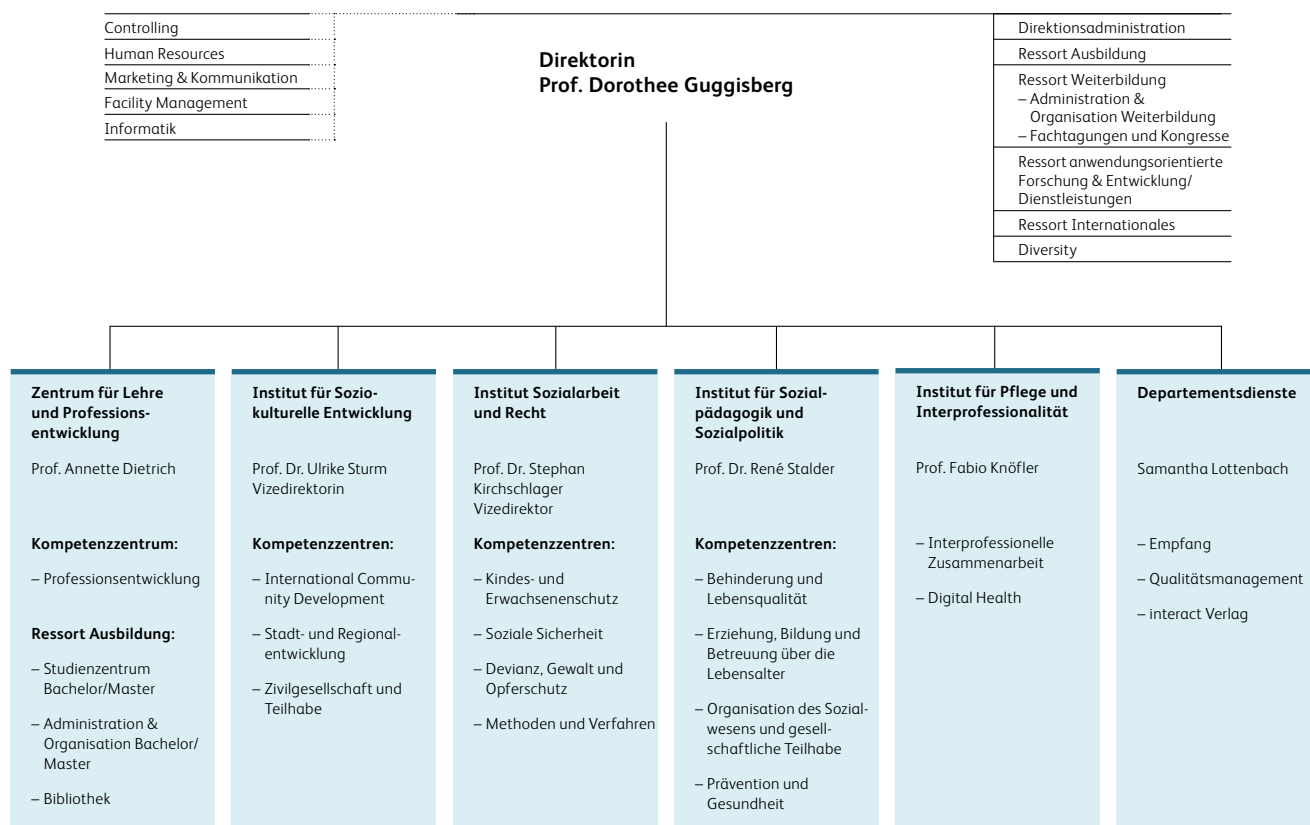 Controlling
Human Resources
Marketing & Kommunikation
Facility Management
Informatik
Direktorin
Prof. Dorothee Guggisberg
Direktionsadministration
Ressort Ausbildung
Ressort Weiterbildung
– Administration &
Organisation Weiterbildung
– Fachtagungen und Kongresse
Ressort anwendungsorientierte
Forschung & Entwicklung/
Dienstleistungen
Ressort Internationales
Diversity
Zentrum für Lehre
und Professions-
entwicklung
Prof. Annette Dietrich
Kompetenzzentrum:
– Professionsentwicklung
Ressort Ausbildung:
– Studienzentrum
Bachelor/Master
– Administration &
Organisation Bachelor/
Master
– Bibliothek
Institut für Sozio-
kulturelle Entwicklung
Prof. Dr. Ulrike Sturm
Vizedirektorin
Kompetenzzentren:
– International Commu-
nity Development
– Stadt- und Regional-
entwicklung
– Zivilgesellschaft und
Teilhabe
Institut Sozialarbeit
und Recht
Prof. Dr. Stephan
Kirchschlager
Vizedirektor
Kompetenzzentren:
– Kindes- und
Erwachsenenschutz
– Soziale Sicherheit
– Devianz, Gewalt und
Opferschutz
– Methoden und Verfahren
Institut für Sozial-
pädagogik und
Sozialpolitik
Prof. Dr. René Stalder
Kompetenzzentren:
– Behinderung und
Lebensqualität
– Erziehung, Bildung und
Betreuung über die
Lebensalter
– Organisation des Sozial-
wesens und gesell-
schaftliche Teilhabe
– Prävention und
Gesundheit
Institut für Pflege und
Interprofessionalität
Prof. Fabio Knöfler
– Interprofessionelle
Zusammenarbeit
– Digital Health
Departementsdienste
Samantha Lottenbach
– Empfang
– Qualitätsmanagement
– interact Verlag